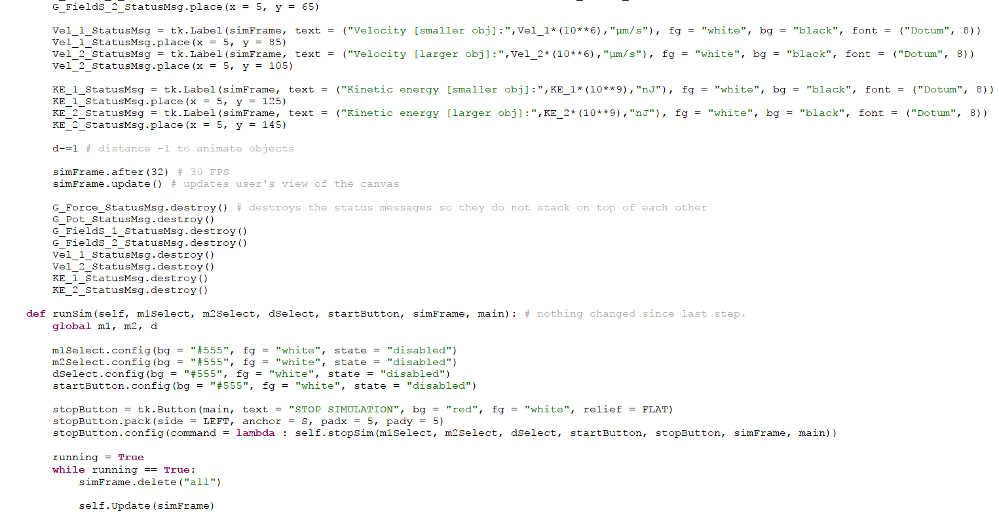 G_FieldS_2_StatusMsg.place(x = 5, y = 65)
Vel_1_StatusMsg = tk.Label(simFrame, text = ("Velocity [smaller obj]:",Vel_1*(10**6),"µm/s"), fg = "white", bg = "black", font = ("Dotum", 8))
Vel_1_StatusMsg.place(x = 5, y = 85)
Vel_2_StatusMsg = tk.Label(simFrame, text = ("Velocity [larger obj]:",Vel_2*(10**6),"µm/s"), fg = "white", bg = "black", font = ("Dotum", 8))
Vel_2_StatusMsg.place(x = 5, y = 105)
KE_1_StatusMsg = tk.Label(simFrame, text = ("Kinetic energy [smaller obj]:",KE_1*(10**9),"nJ"), fg = "white", bg = "black", font = ("Dotum", 8))
KE_1_StatusMsg.place(x = 5, y = 125)
KE_2_StatusMsg = tk.Label(simFrame, text = ("Kinetic energy [larger obj]:",KE_2*(10**9),"nJ"), fg = "white", bg = "black", font = ("Dotum", 8))
KE_2_StatusMsg.place(x = 5, y = 145)
d-=1 # distance -1 to animate objects
simFrame.after(32) # 30 FPS
simFrame.update() # updates user's view of the canvas
G_Force_StatusMsg.destroy() # destroys the status messages so they do not stack on top of each other
G_Pot_StatusMsg.destroy()
G_FieldS_1_StatusMsg.destroy()
G_FieldS_2_StatusMsg.destroy()
Vel_1_StatusMsg.destroy()
Vel_2_StatusMsg.destroy()
KE_1_StatusMsg.destroy()
KE_2_StatusMsg.destroy()
def runSim(self, m1Select, m2Select, dSelect, startButton, simFrame, main): # nothing changed since last step.
global m1, m2, d
m1Select.config(bg = "#555", fg = "white", state = "disabled")
m2Select.config(bg = "#555", fg = "white", state = "disabled")
dSelect.config(bg = "#555", fg = "white", state = "disabled")
startButton.config(bg = "#555", fg = "white", state = "disabled")
stopButton = tk.Button(main, text = "STOP SIMULATION", bg = "red", fg = "white", relief = FLAT)
stopButton.pack(side = LEFT, anchor = S, padx = 5, pady = 5)
stopButton.config(command = lambda : self.stopSim(m1Select, m2Select, dSelect, startButton, stopButton, simFrame, main))
running = True
while running == True:
simFrame.delete("all")
self.Update(simFrame)